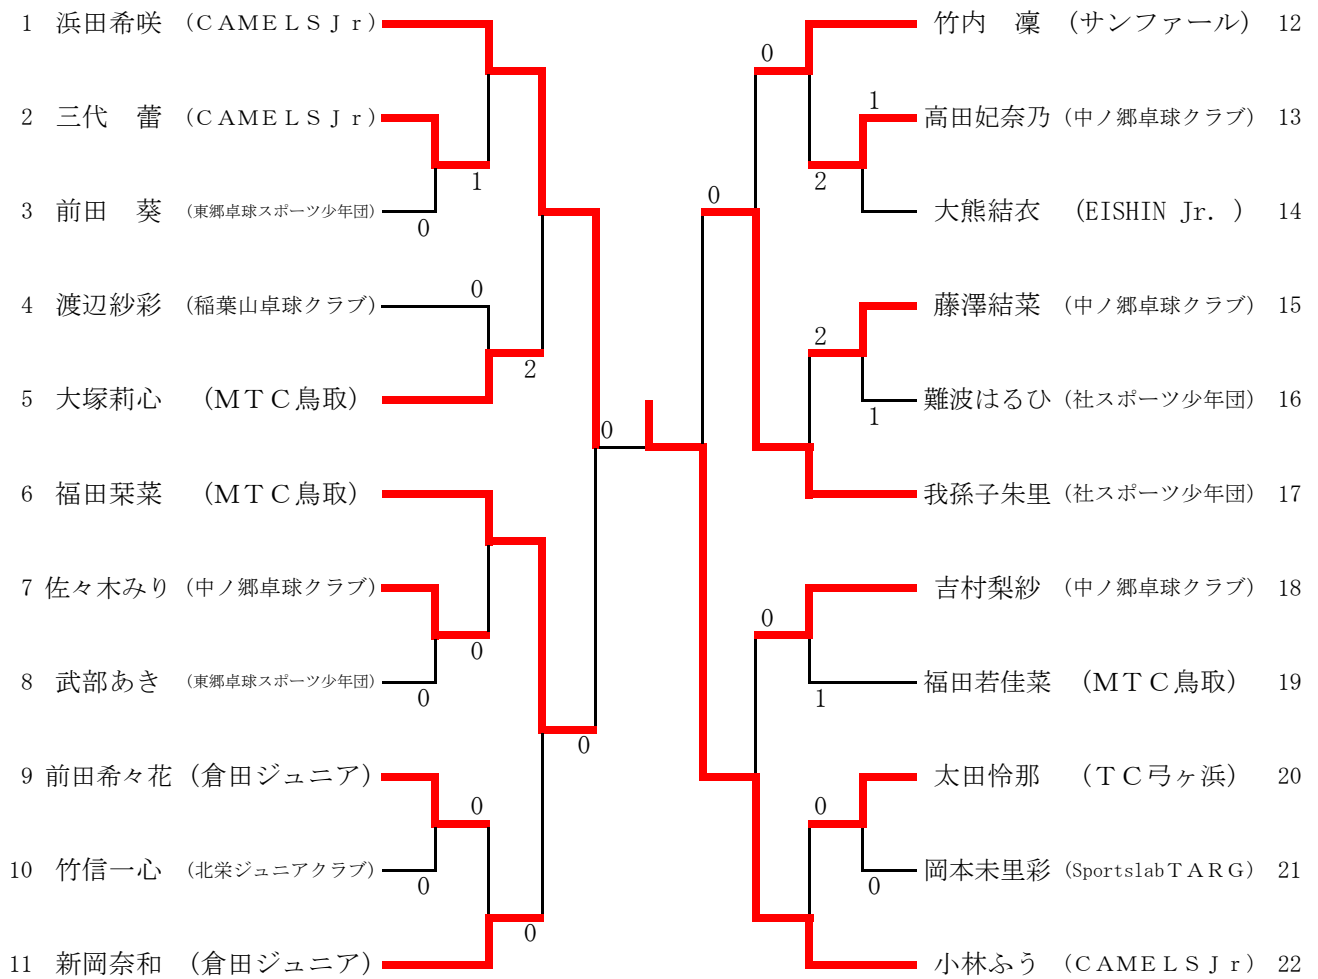 1 浜田希咲 (ＣＡＭＥＬＳＪｒ)
2 三代　蕾 (ＣＡＭＥＬＳＪｒ)
1
3 前田　葵 (東郷卓球スポーツ少年団)
0
4 渡辺紗彩 (稲葉山卓球クラブ)
0
2
5 大塚莉心 (ＭＴＣ鳥取)
0
6 福田栞菜 (ＭＴＣ鳥取)
7 佐々木みり (中ノ郷卓球クラブ)
0
8 武部あき (東郷卓球スポーツ少年団)
0
0
9 前田希々花 (倉田ジュニア)
0
10 竹信一心 (北栄ジュニアクラブ)
0
0
11 新岡奈和 (倉田ジュニア)
竹内　凜 (サンファール) 12
0
1
高田妃奈乃 (中ノ郷卓球クラブ) 13
2
0
大熊結衣 (EISHIN Jr. ) 14
藤澤結菜 (中ノ郷卓球クラブ) 15
2
難波はるひ (社スポーツ少年団) 16
1
我孫子朱里 (社スポーツ少年団) 17
吉村梨紗 (中ノ郷卓球クラブ) 18
0
福田若佳菜 (ＭＴＣ鳥取) 19
1
太田怜那 (ＴＣ弓ヶ浜) 20
0
岡本未里彩 (SportslabＴＡＲＧ) 21
0
小林ふう (ＣＡＭＥＬＳＪｒ) 22